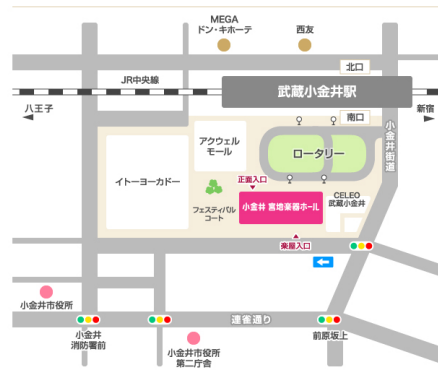 MEGA
ドン・キホーテ
西友
北口
JR中央線
武蔵小金井駅
八王子
新宿
南口
小金井街道
アクウェル
モール
ロータリー
イトーヨーカドー
正面入口
小金井 宮地楽器ホール
CELEO
武蔵小金井
フェスティバル
コート
楽屋入口
小金井市役所
連雀通り
小金井
消防署前
前原坂上
小金井市役所
第二庁舎